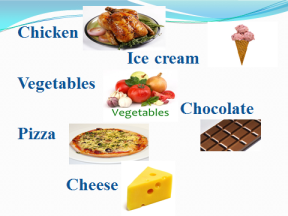 Chicken
Ice cream
Vegetables
Vegetables
Chocolate
Pizza
Cheese